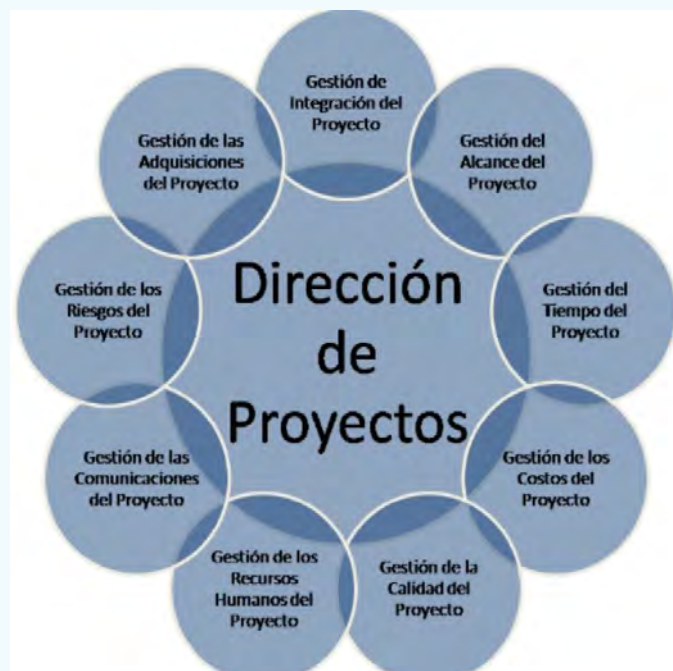 Gestión de
Integración del
Proyecto
Gestión del
Alcance del
Proyecto
Gestión del
Tiempo del
Proyecto
Gestión de los
Costos del
Proyecto
Gestión de la
Calidad del
Proyecto
Gestión de los
Recursos
Humanos del
Proyecto
Gestión de las
Comunicaciones
del Proyecto
Gestión de los
Riesgos del
Proyecto
Gestión de las
Adquisiciones
del Proyecto
Dirección
de
Proyectos